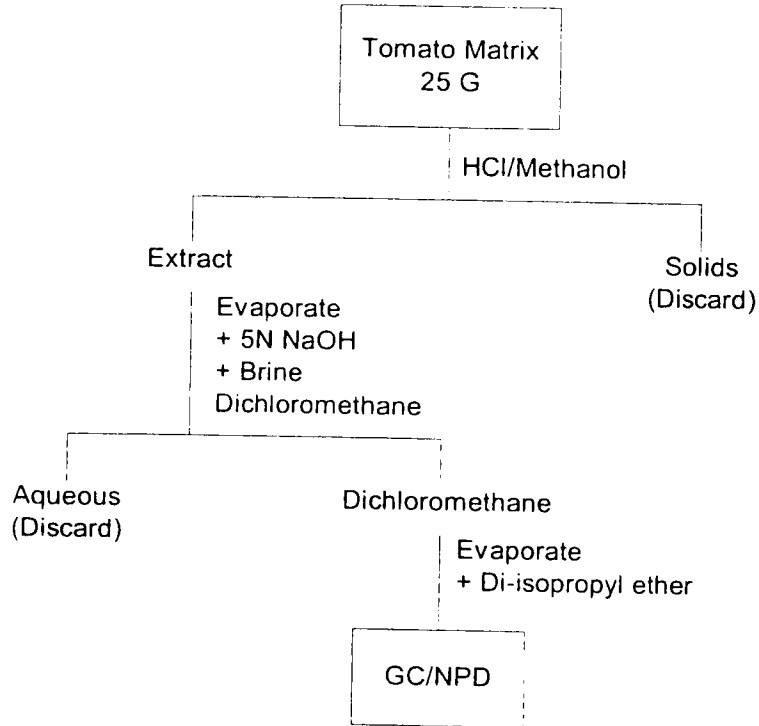 Tomato Matrix
25 G
HCl/Methanol
Extract
Solids
(Discard)
Evaporate
+ 5N NaOH
+ Brine
Dichloromethane
Aqueous
(Discard)
Dichloromethane
Evaporate
+ Di-isopropyl ether
GC/NPD